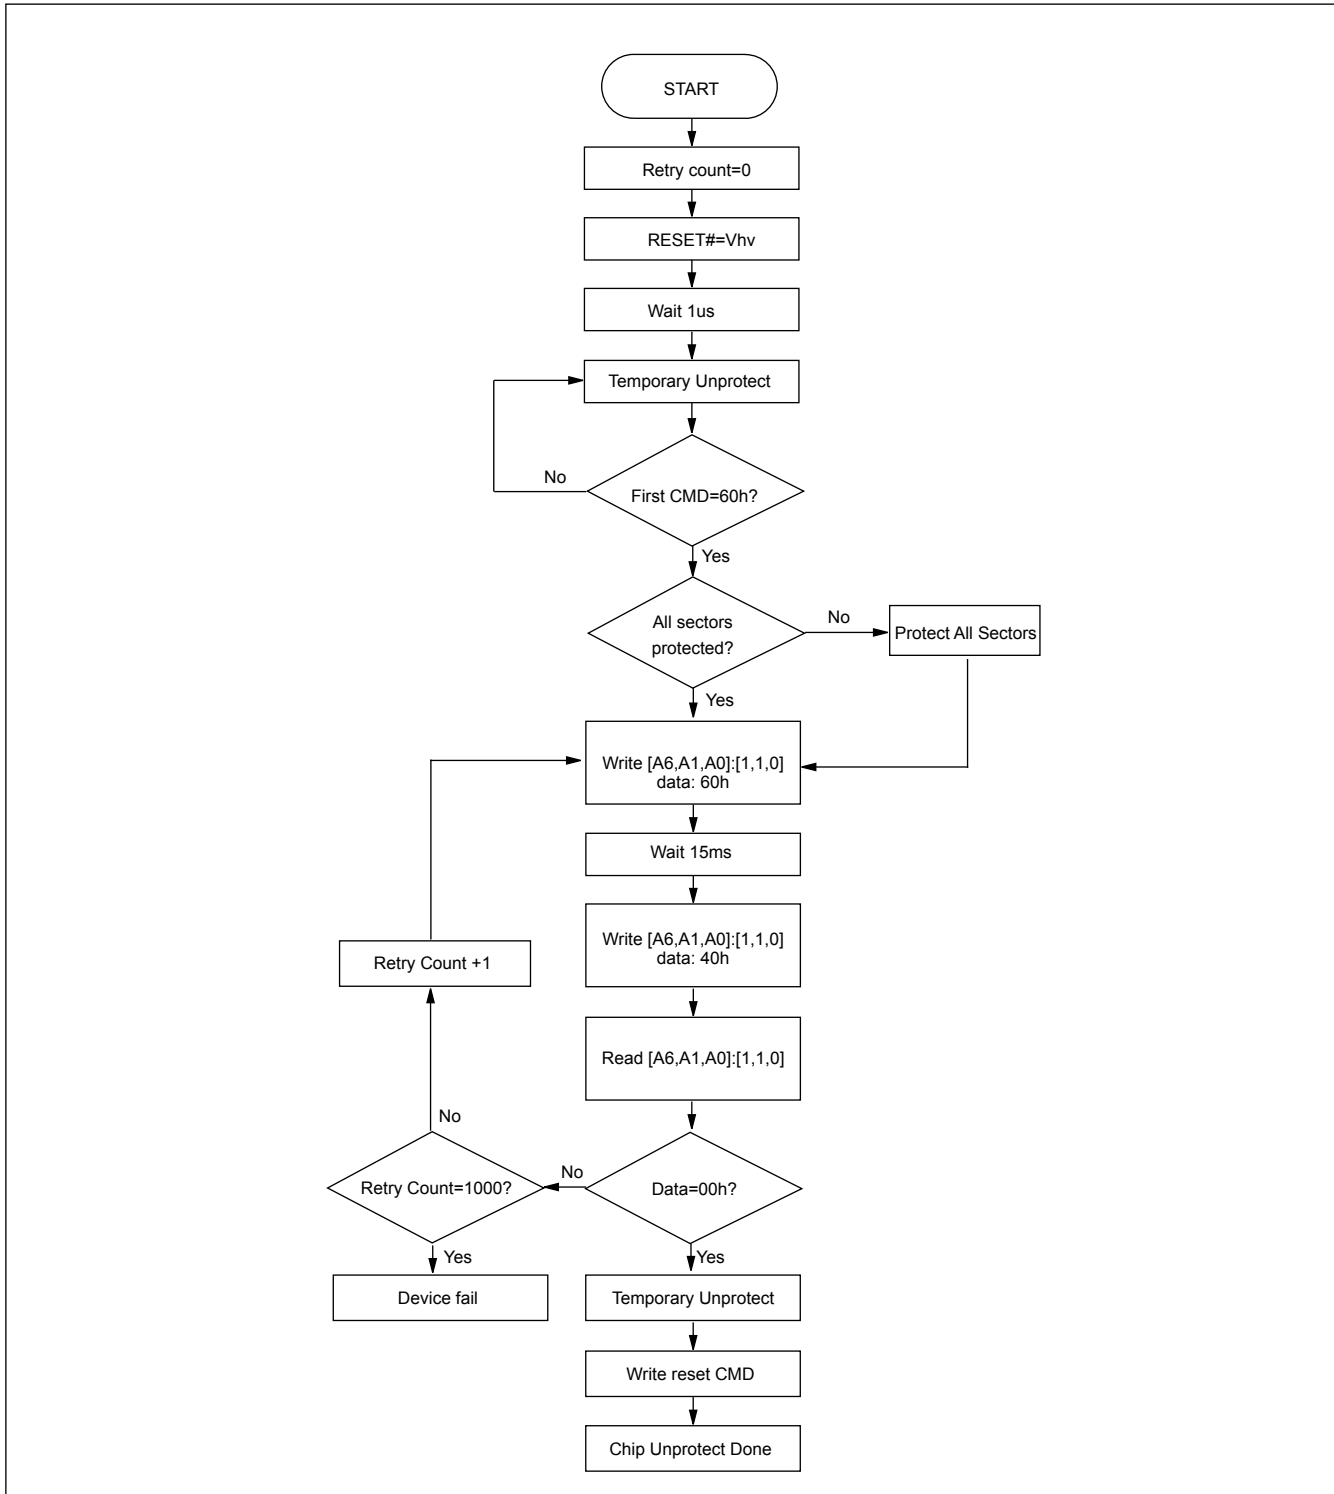 START
Retry count=0
RESET#=Vhv
Wait 1us
Temporary Unprotect
No
First CMD=60h?
Yes
All sectors
protected?
No
Protect All Sectors
Yes
Write [A6,A1,A0]:[1,1,0]
data: 60h
Wait 15ms
Write [A6,A1,A0]:[1,1,0]
data: 40h
Retry Count +1
Read [A6,A1,A0]:[1,1,0]
No
Retry Count=1000?
No
Data=00h?
Yes
Yes
Device fail
Temporary Unprotect
Write reset CMD
Chip Unprotect Done